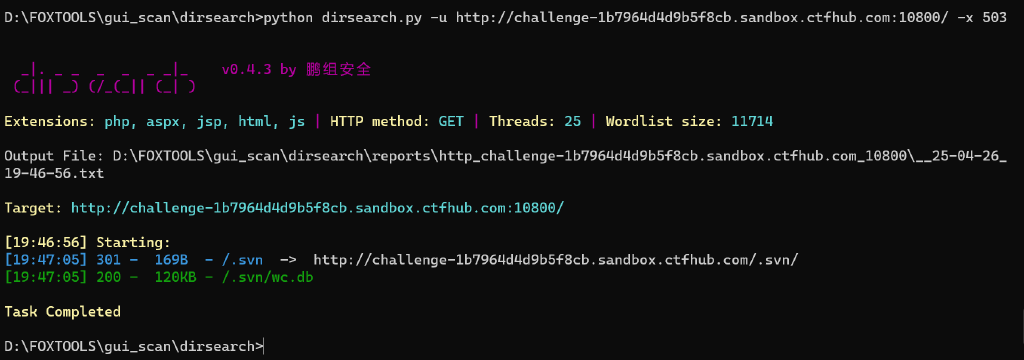 D:\FOXTOOLS\gui_scan\dirsearch>python dirsearch.py -u http://challenge-1b7964d4d9b5f8cb.sandbox.ctfhub.com:10800/ -x 503
_|. _ _  _  _  _ _|_    v0.4.3 by 鹏组安全
(_||| _) (/_(_|| (_| )
Extensions: php, aspx, jsp, html, js | HTTP method: GET | Threads: 25 | Wordlist size: 11714
Output File: D:\FOXTOOLS\gui_scan\dirsearch\reports\http_challenge-1b7964d4d9b5f8cb.sandbox.ctfhub.com_10800\__25-04-26_
19-46-56.txt
Target: http://challenge-1b7964d4d9b5f8cb.sandbox.ctfhub.com:10800/
[19:46:56] Starting:
[19:47:05] 301 -  169B  - /.svn  ->  http://challenge-1b7964d4d9b5f8cb.sandbox.ctfhub.com/.svn/
[19:47:05] 200 -  120KB - /.svn/wc.db
Task Completed
D:\FOXTOOLS\gui_scan\dirsearch>